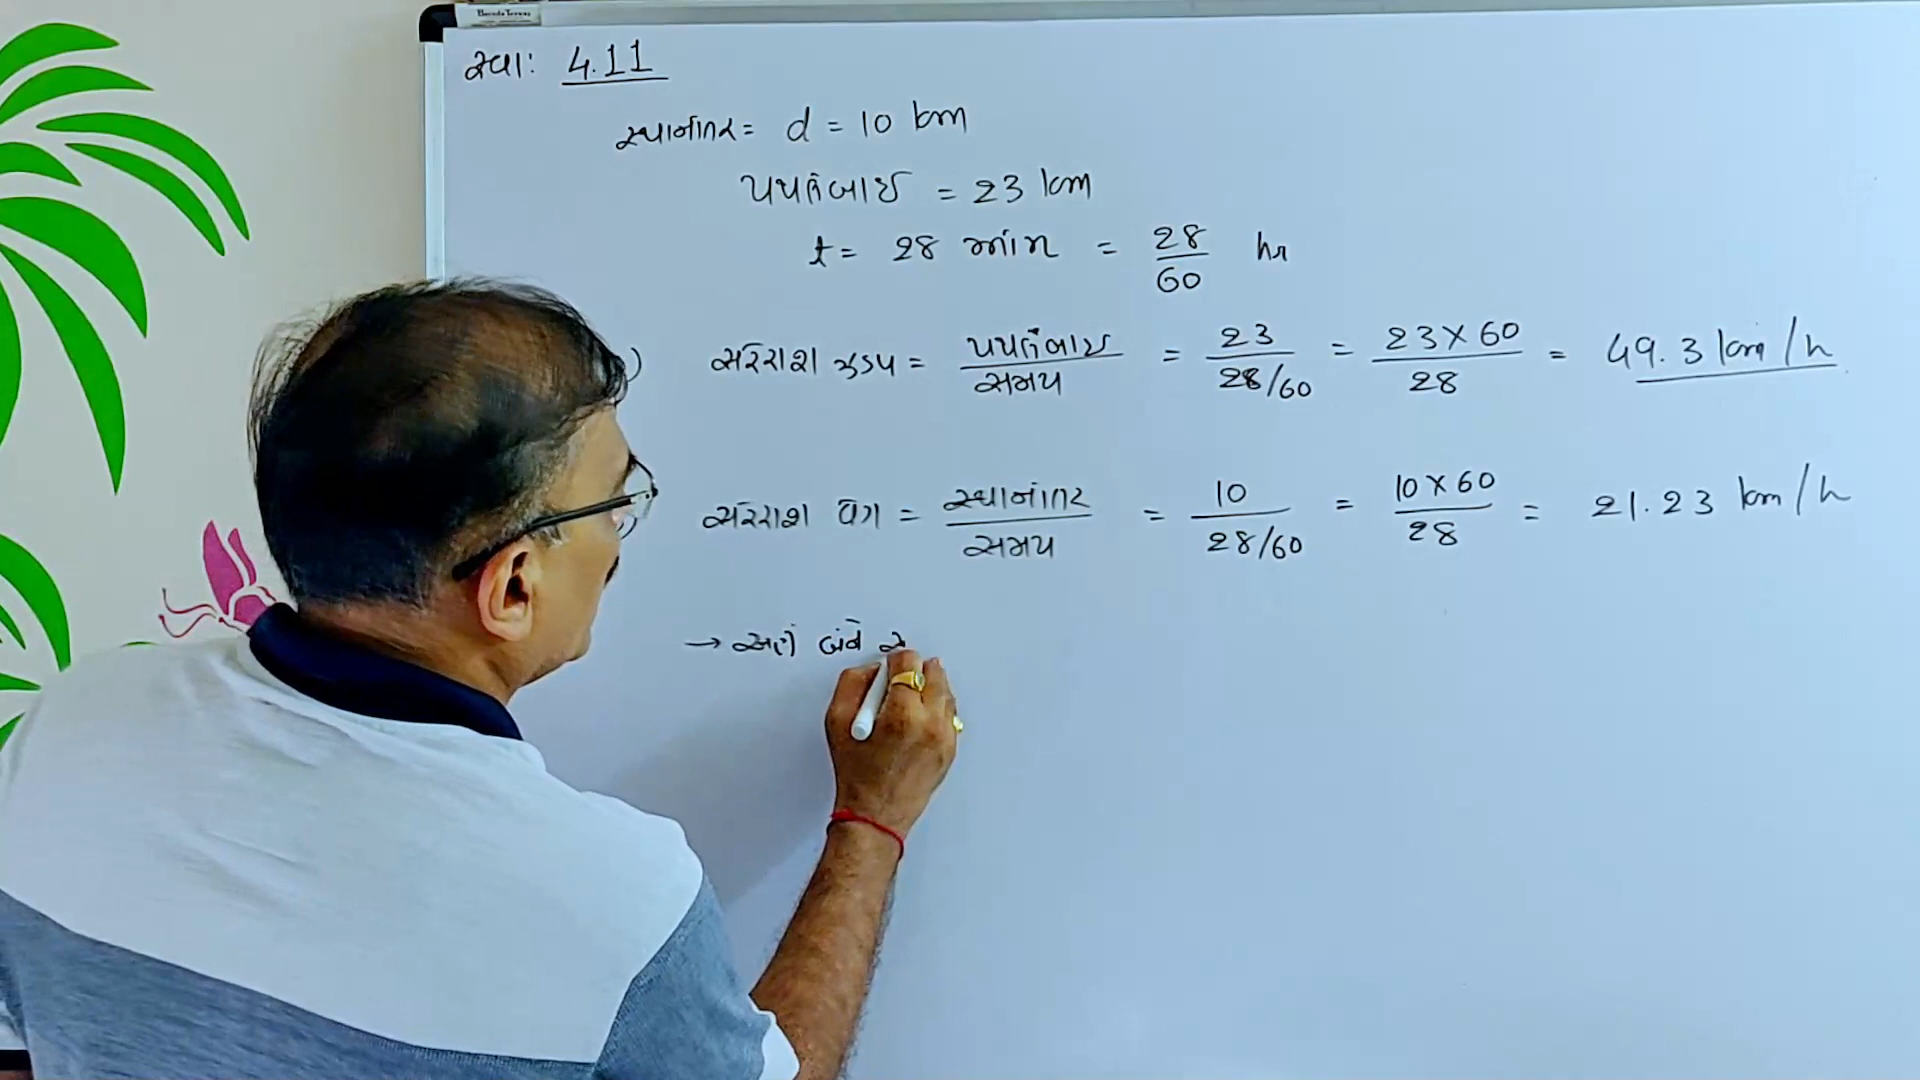 સ્વા: 4.11
સ્થાનાંતર = d = 10 km
પથલંબાઈ = 23 km
t = 28 મીનિ = 28/60 hr
) સરેરાશ ઝડપ = પથલંબાઈ/સમય = 23/28/60 = 23×60/28 = 49.3 km/h
) સરેરાશ વેગ = સ્થાનાંતર/સમય = 10/28/60 = 10×60/28 = 21.23 km/h
→ અહીં બંને સ